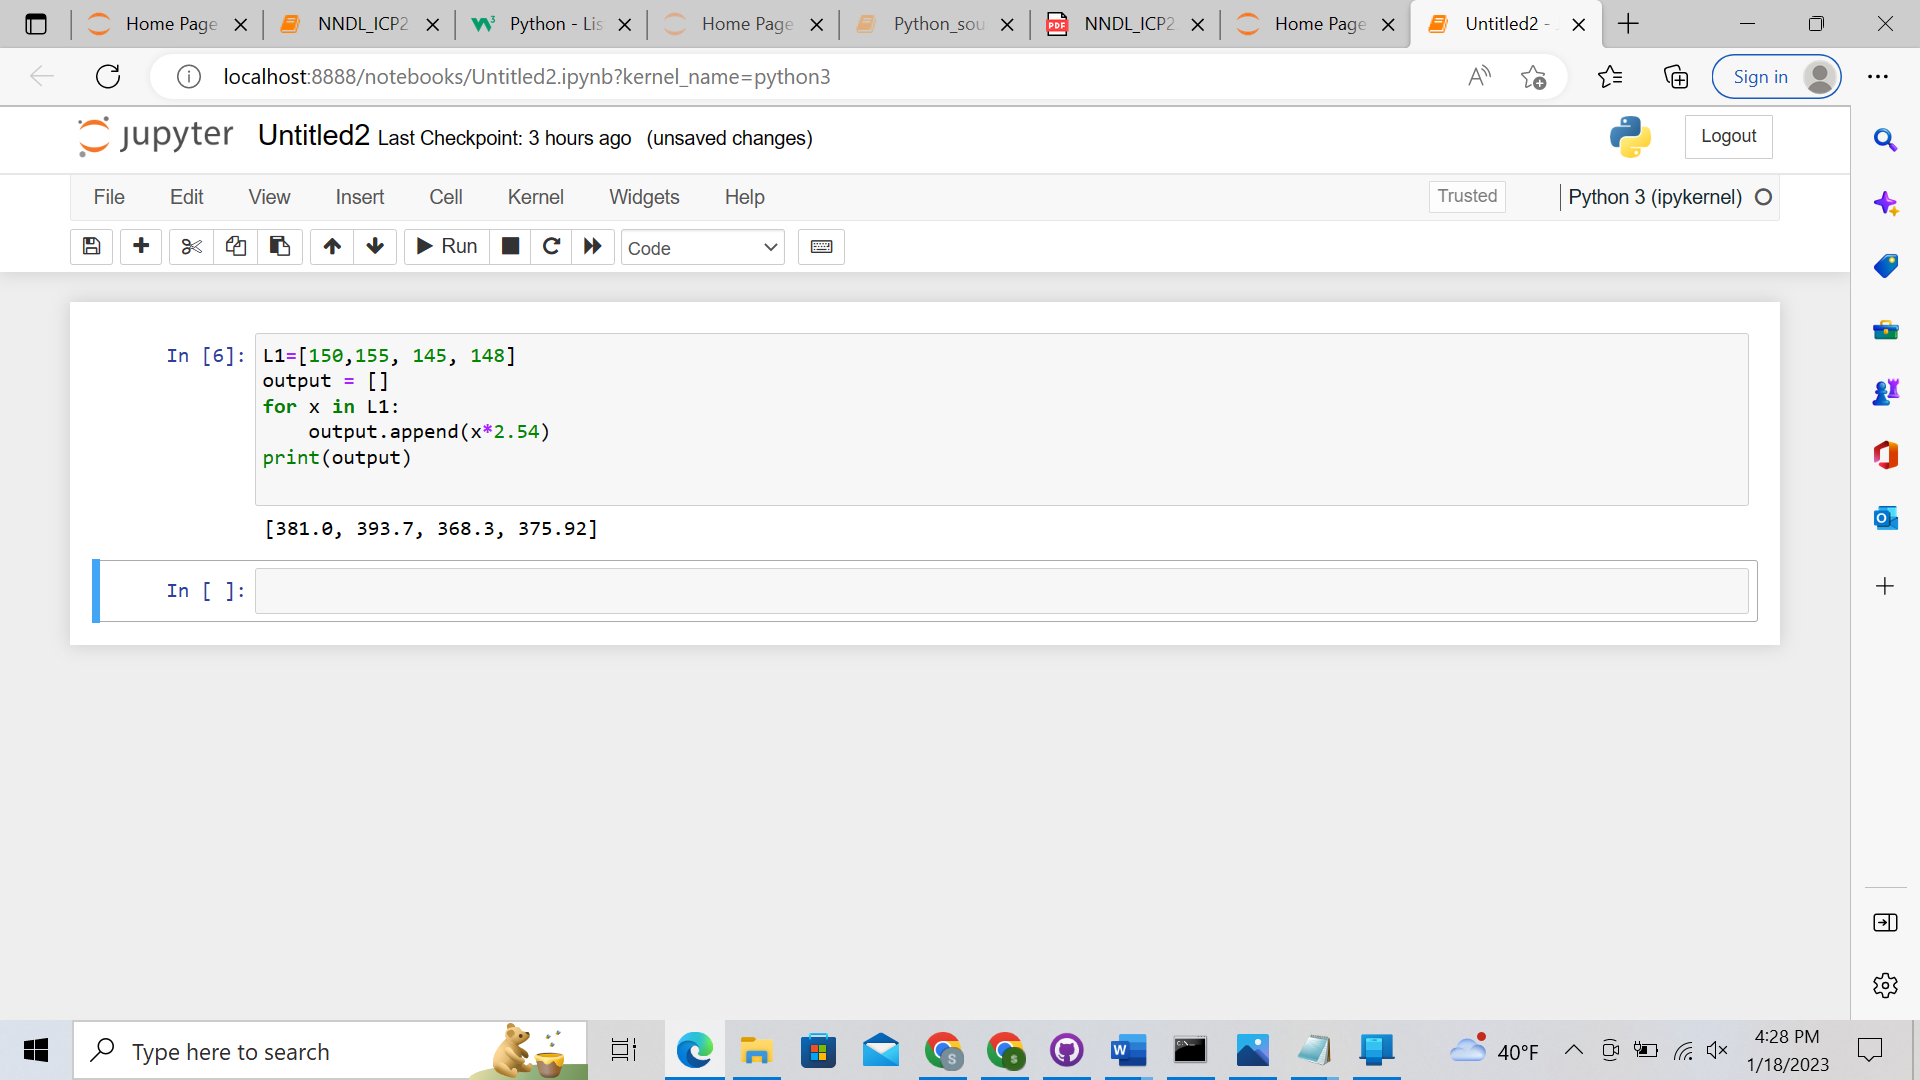 Home Page
NNDL_ICP2
Python - Lis
Home Page
Python_sou
PDF
NNDL_ICP2
Home Page
Untitled2 -
localhost:8888/notebooks/Untitled2.ipynb?kernel_name=python3
Sign in
jupyter Untitled2 Last Checkpoint: 3 hours ago (unsaved changes)
Logout
File Edit View Insert Cell Kernel Widgets Help
Trusted
Python 3 (ipykernel)
Run
Code
In [6]:
L1=[150,155, 145, 148]
output = []
for x in L1:
    output.append(x*2.54)
print(output)
[381.0, 393.7, 368.3, 375.92]
In [ ]:
Type here to search
40°F
4:28 PM
1/18/2023